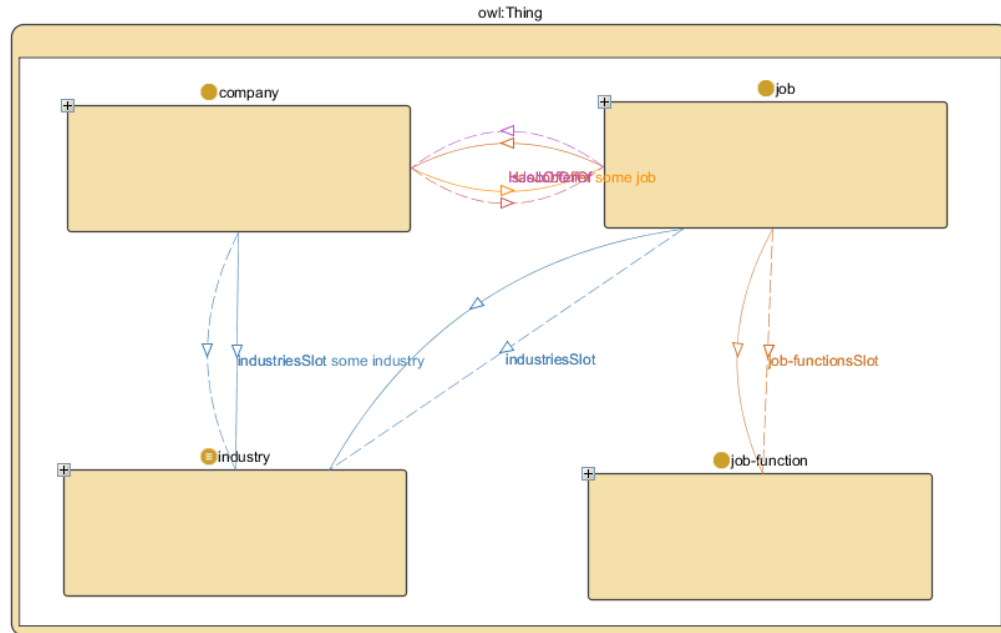 owl:Thing
company
job
some job
industriesSlot some industry
industriesSlot
job-functionsSlot
industry
job-function